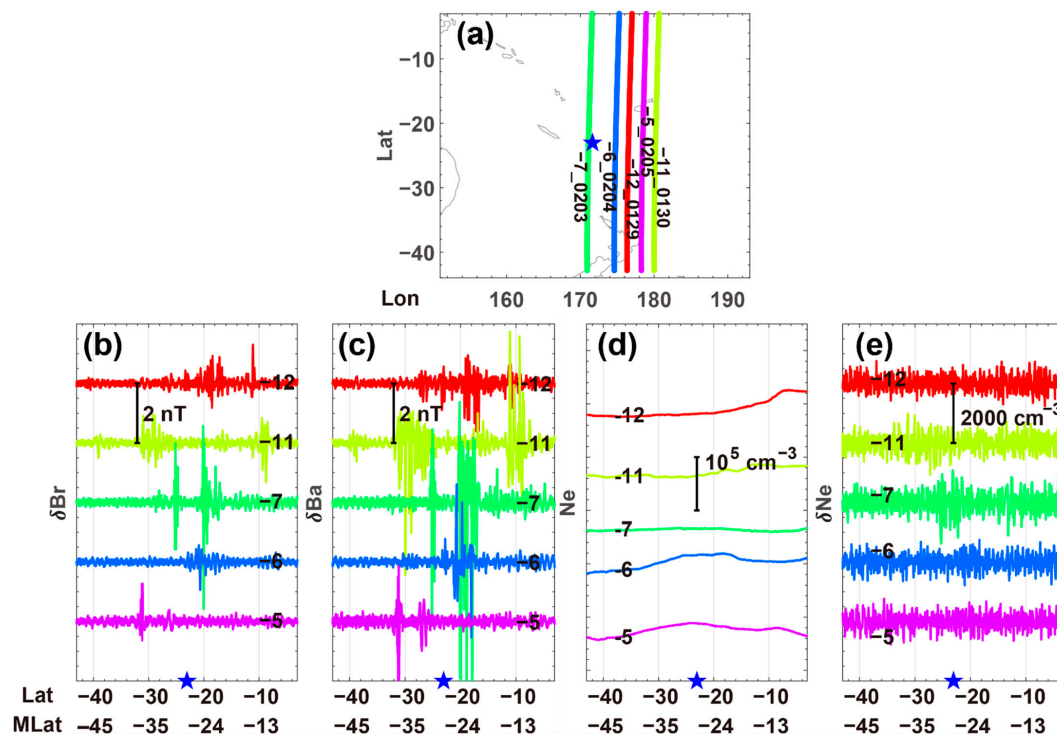 (a)
−10
−20
−30
−40
Lat
−7_0203
−6_0204
−12_0129
−5_0205
−11_0130
Lon
160
170
180
190
(b)
(c)
(d)
(e)
δBr
−12
2 nT
−11
−7
−6
−5
δBa
−12
2 nT
−11
−7
−6
−5
Ne
−12
−11
10⁵ cm⁻³
−7
−6
-5
δNe
−12
2000 cm⁻³
−11
−7
−6
−5
Lat −40 −30 −20 −10 −40 −30 −20 −10 −40 −30 −20 −10 −40 −30 −20 −10
MLat −45 −35 −24 −13 −45 −35 −24 −13 −45 −35 −24 −13 −45 −35 −24 −13